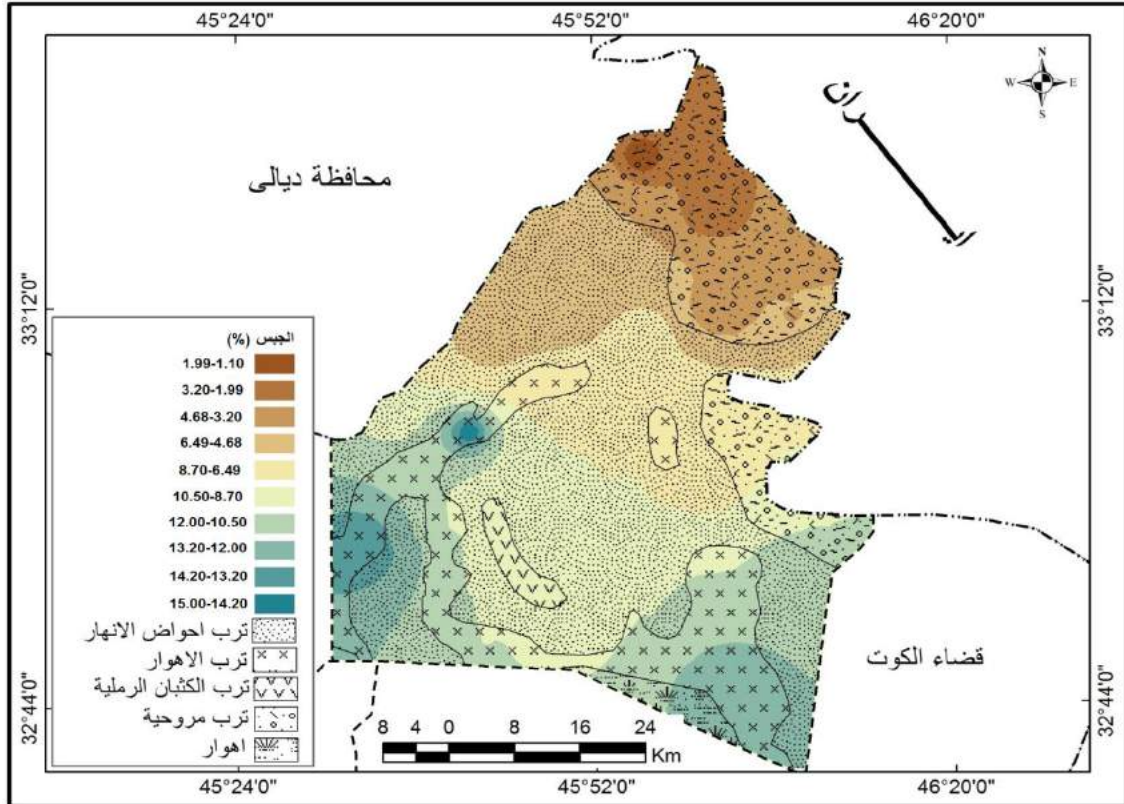 45°24'0"
45°52'0"
46°20'0"
N
W
E
S
محافظة ديالى
33°12'0"
33°12'0"
الجبس (%)
1.99-1.10
3.20-1.99
4.68-3.20
6.49-4.68
8.70-6.49
10.50-8.70
12.00-10.50
13.20-12.00
14.20-13.20
15.00-14.20
ترب احواض الانهار
ترب الاهوار
ترب الكثبان الرملية
ترب مروحية
اهوار
قضاء الكوت
32°44'0"
32°44'0"
8 4 0 8 16 24
Km
45°24'0"
45°52'0"
46°20'0"